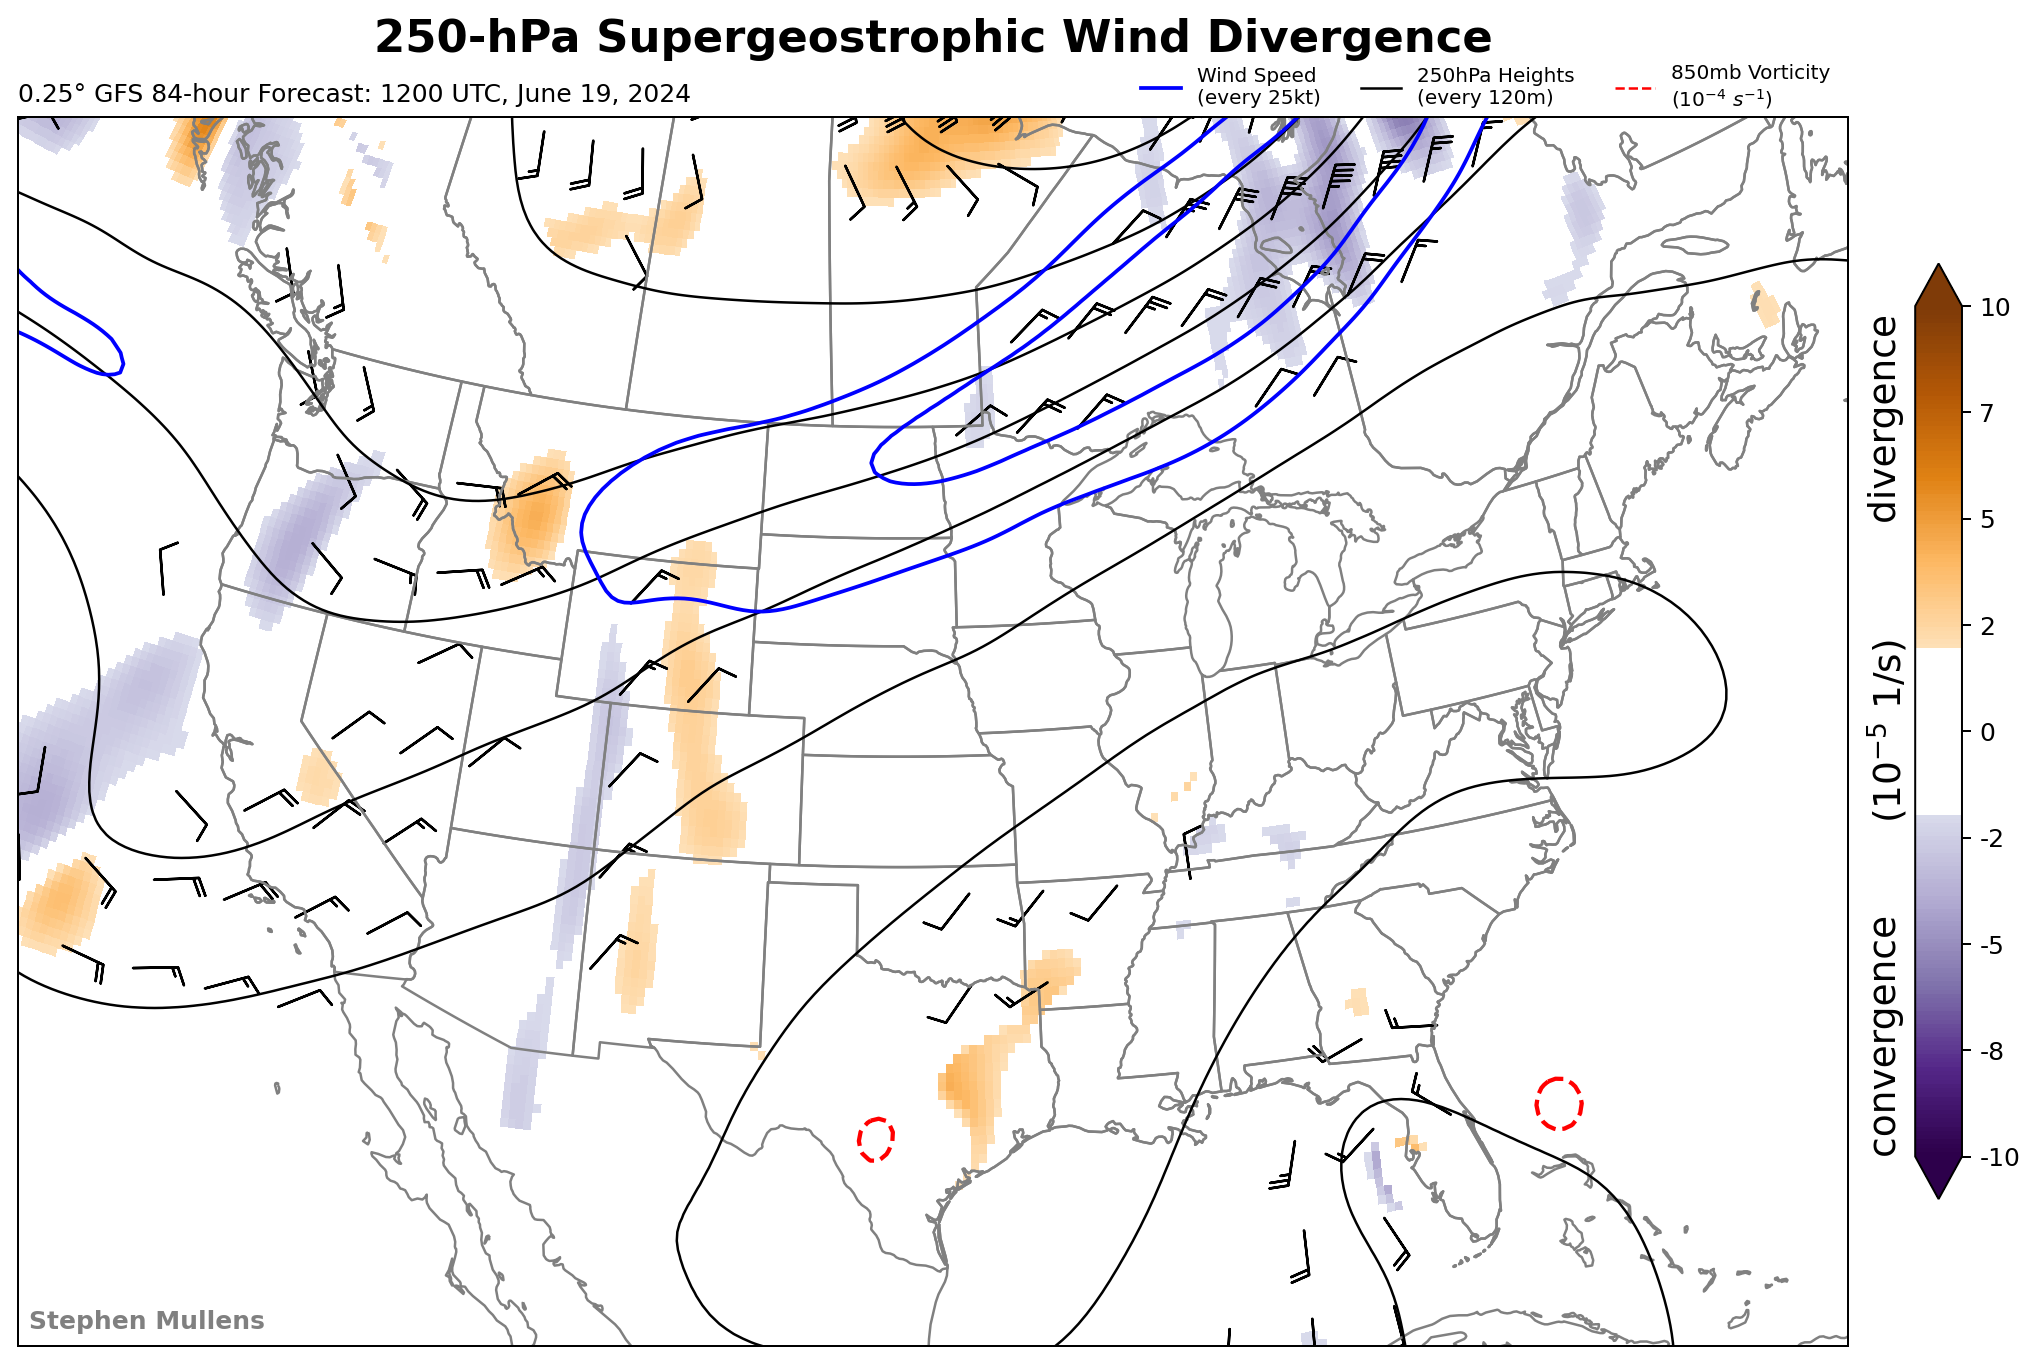 250-hPa Supergeostrophic Wind Divergence
0.25° GFS 84-hour Forecast: 1200 UTC, June 19, 2024
Wind Speed
(every 25kt)
250hPa Heights
(every 120m)
850mb Vorticity
(10⁻⁴ s⁻¹)
10
7
5
2
0
-2
-5
-8
-10
convergence (10⁻⁵ 1/s) divergence
Stephen Mullens